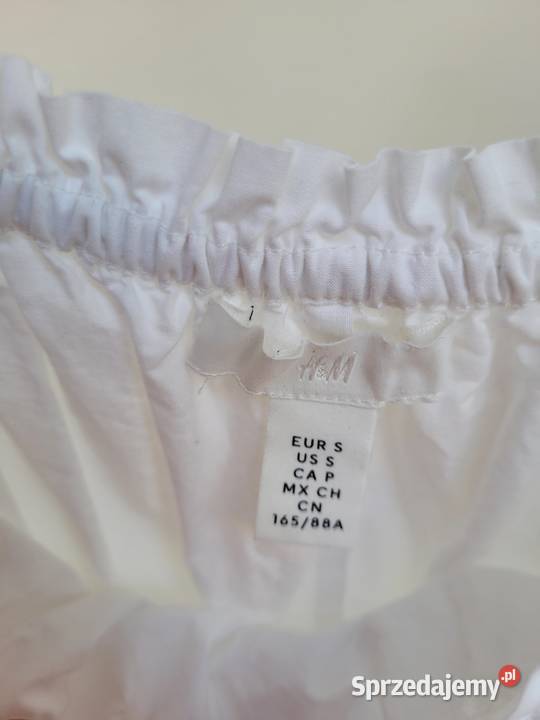 H&M
EUR S
US S
CA P
MX CH
CN
165/88A
Sprzedajemy.pl